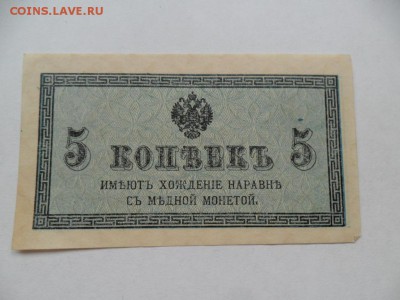 COINS.LAVE.RU
5 КОПѢЕКЪ 5
ИМѢЮТЪ ХОЖДЕНІЕ НАРАВНѢ
СЪ МѢДНОЙ МОНЕТОЙ.